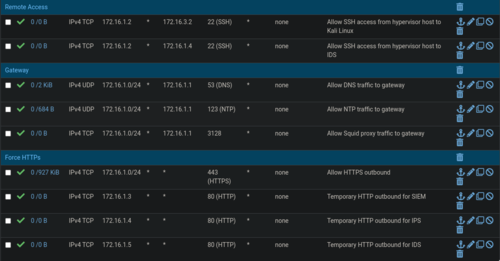 Remote Access
0 /0 B IPv4 TCP 172.16.1.2 * 172.16.3.2 22 (SSH) * none Allow SSH access from hypervisor host to
Kali Linux
0 /0 B IPv4 TCP 172.16.1.2 * 172.16.1.4 22 (SSH) * none Allow SSH access from hypervisor host to
IDS
Gateway
0 /2 KiB IPv4 UDP 172.16.1.0/24 * 172.16.1.1 53 (DNS) * none Allow DNS traffic to gateway
0 /684 B IPv4 UDP 172.16.1.0/24 * 172.16.1.1 123 (NTP) * none Allow NTP traffic to gateway
0 /0 B IPv4 TCP 172.16.1.0/24 * 172.16.1.1 3128 * none Allow Squid proxy traffic to gateway
Force HTTPs
0 /927 KiB IPv4 TCP 172.16.1.0/24 * * 443 * none Allow HTTPS outbound
(HTTPS)
0 /0 B IPv4 TCP 172.16.1.3 * * 80 (HTTP) * none Temporary HTTP outbound for SIEM
0 /0 B IPv4 TCP 172.16.1.4 * * 80 (HTTP) * none Temporary HTTP outbound for IPS
0 /0 B IPv4 TCP 172.16.1.5 * * 80 (HTTP) * none Temporary HTTP outbound for IDS